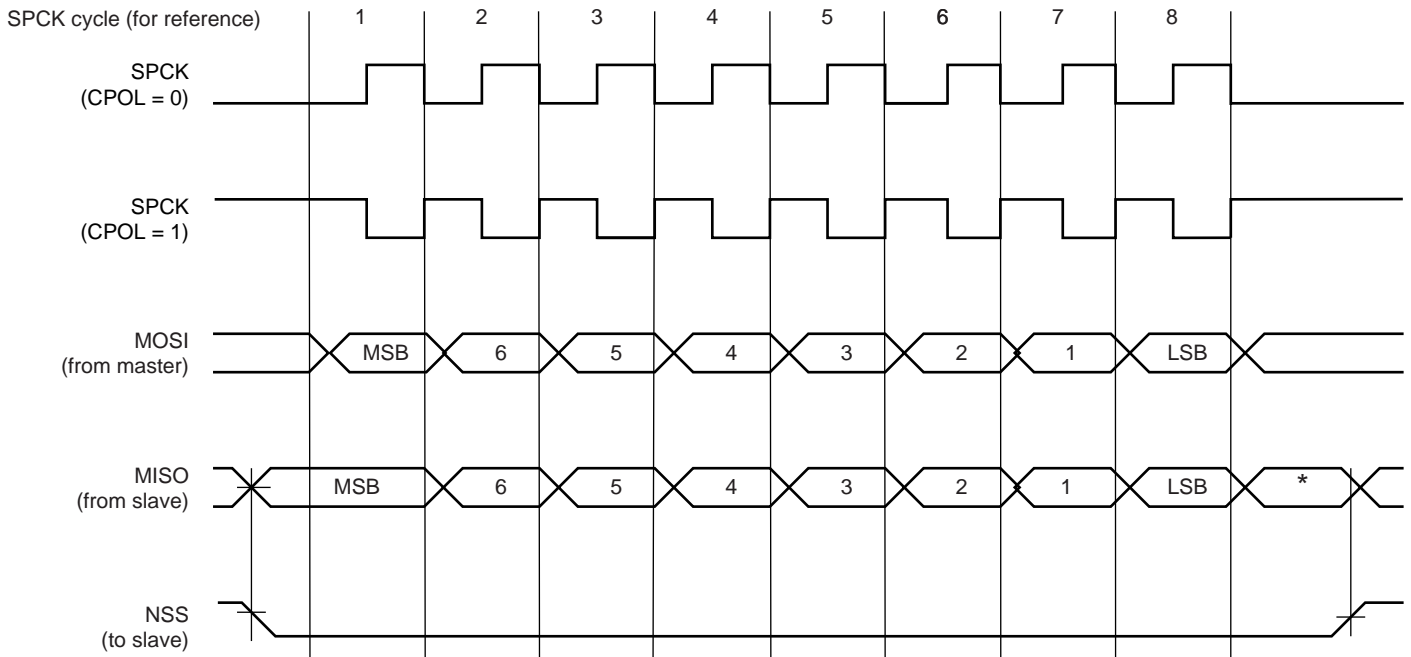 SPCK cycle (for reference) 1 2 3 4 5 6 7 8
SPCK
(CPOL = 0)
SPCK
(CPOL = 1)
MOSI
(from master)
MSB 6 5 4 3 2 1 LSB
MISO
(from slave)
MSB 6 5 4 3 2 1 LSB *
NSS
(to slave)